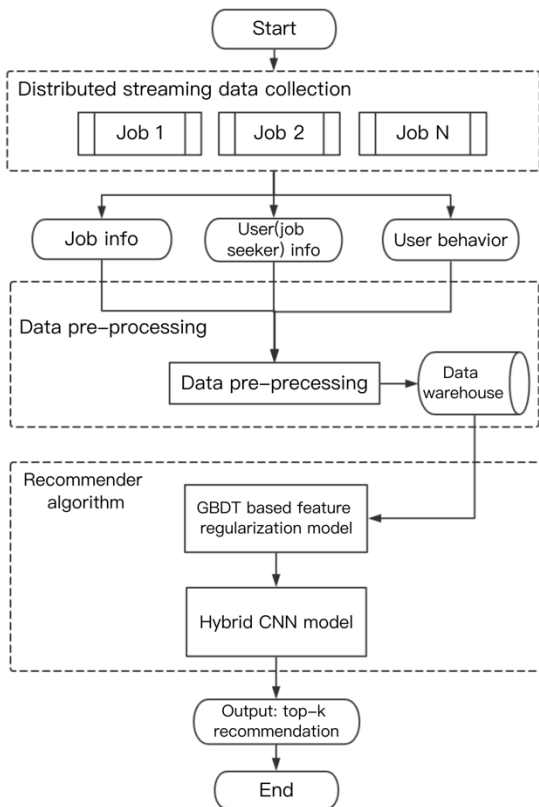 Start
Distributed streaming data collection
Job 1
Job 2
Job N
Job info
User(job
seeker) info
User behavior
Data pre-processing
Data pre-precessing
Data
warehouse
Recommender
algorithm
GBDT based feature
regularization model
Hybrid CNN model
Output: top-k
recommendation
End